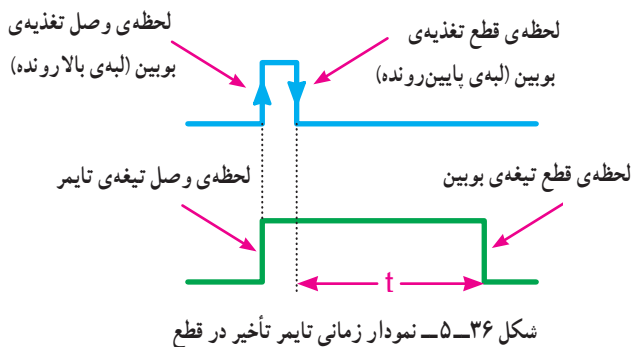 لحظه‌ی وصل تغذیه‌ی
بوبین (لبه‌ی بالارونده)
لحظه‌ی قطع تغذیه‌ی
بوبین (لبه‌ی پایین‌رونده)
لحظه‌ی وصل تیغه‌ی تایمر
لحظه‌ی قطع تیغه‌ی بوبین
t
شکل ۳۶ــ۵ــ نمودار زمانی تایمر تأخیر در قطع